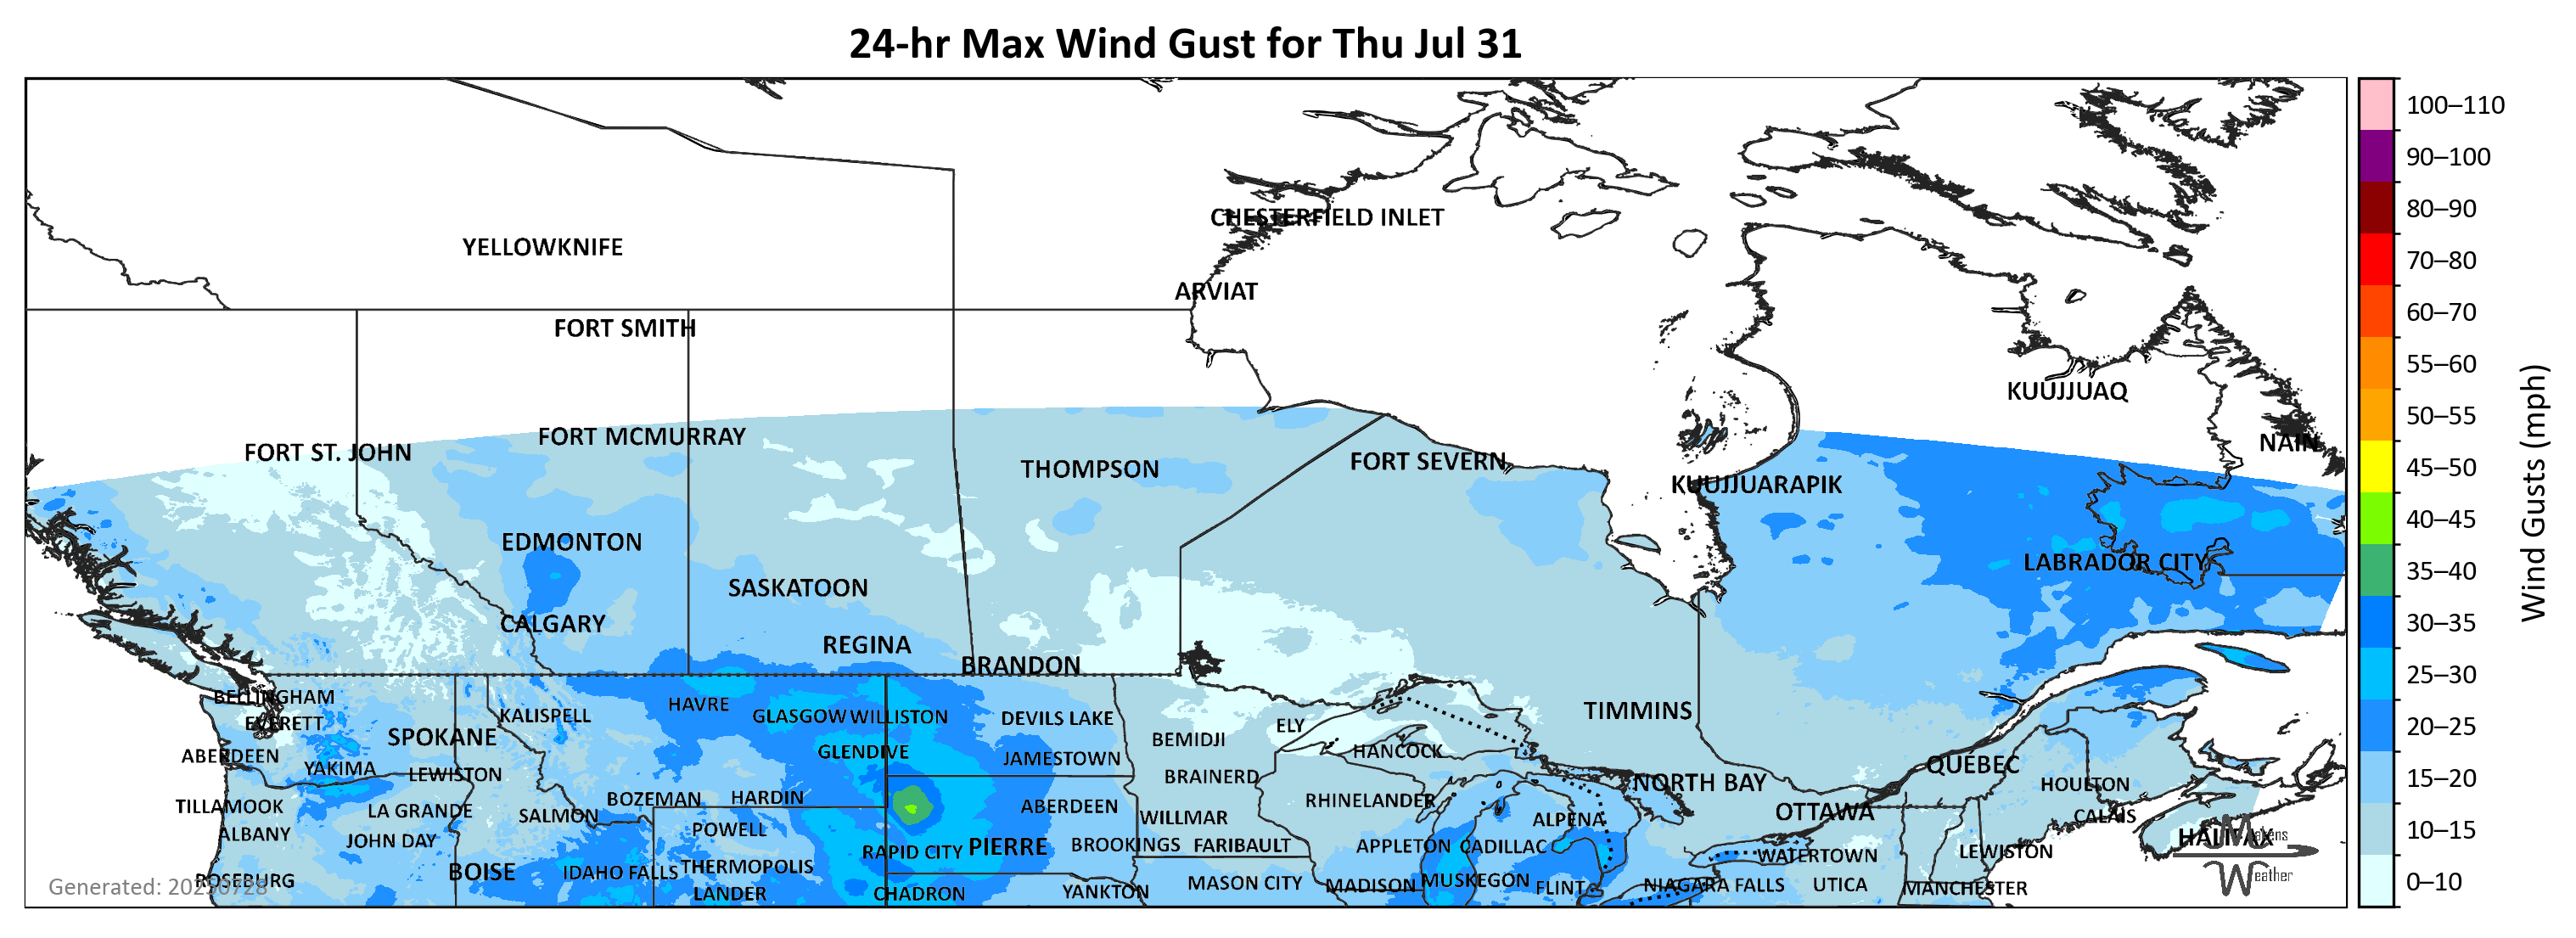 24-hr Max Wind Gust for Thu Jul 31
100–110
90–100
80–90
70–80
60–70
55–60
50–55
45–50
40–45
35–40
30–35
25–30
20–25
15–20
10–15
0–10
Wind Gusts (mph)
CHESTERFIELD INLET
YELLOWKNIFE
ARVIAT
FORT SMITH
KUUJJUAQ
FORT MCMURRAY
NAIN
FORT ST. JOHN
FORT SEVERN
THOMPSON
KUUJJUARAPIK
EDMONTON
LABRADOR CITY
SASKATOON
CALGARY
REGINA
BRANDON
BELLINGHAM
HAVRE
TIMMINS
KALISPELL
GLASGOW
WILLISTON
DEVILS LAKE
EVERETT
ELY
SPOKANE
BEMIDJI
GLENDIVE
HANCOCK
ABERDEEN
JAMESTOWN
QUEBEC
YAKIMA
LEWISTON
BRAINERD
NORTH BAY
HOULTON
BOZEMAN
HARDIN
RHINELANDER
TILLAMOOK
LA GRANDE
ABERDEEN
OTTAWA
SALMON
WILLMAR
CALAIS
ALPENA
ALBANY
POWELL
HALIFAX
Makens
JOHN DAY
PIERRE
BROOKINGS
FARIBAULT
APPLETON
CADILLAC
RAPID CITY
LEWISTON
WATERTOWN
BOISE
IDAHO FALLS
THERMOPOLIS
Weather
ROSEBURG
MASON CITY
MADISON
MUSKEGON
FLINT
NIAGARA FALLS
UTICA
MANCHESTER
Generated: 20250728
LANDER
CHADRON
YANKTON